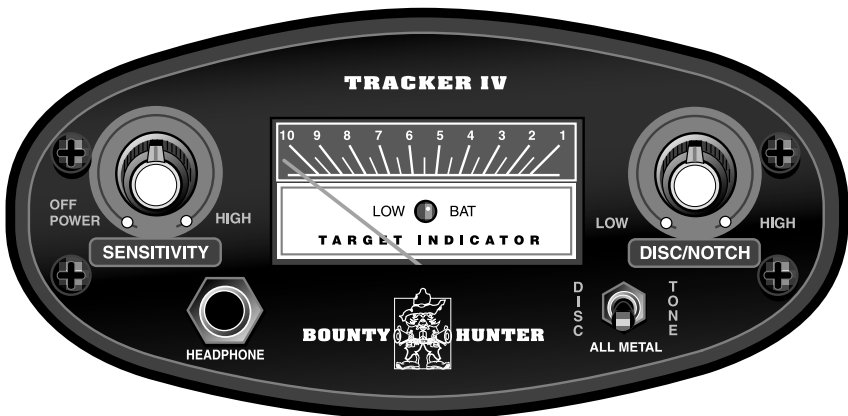 TRACKER IV
10 9 8 7 6 5 4 3 2 1
OFF
POWER
HIGH
SENSITIVITY
LOW BAT
TARGET INDICATOR
LOW
HIGH
DISC/NOTCH
HEADPHONE
BOUNTY HUNTER
DISC
TONE
ALL METAL